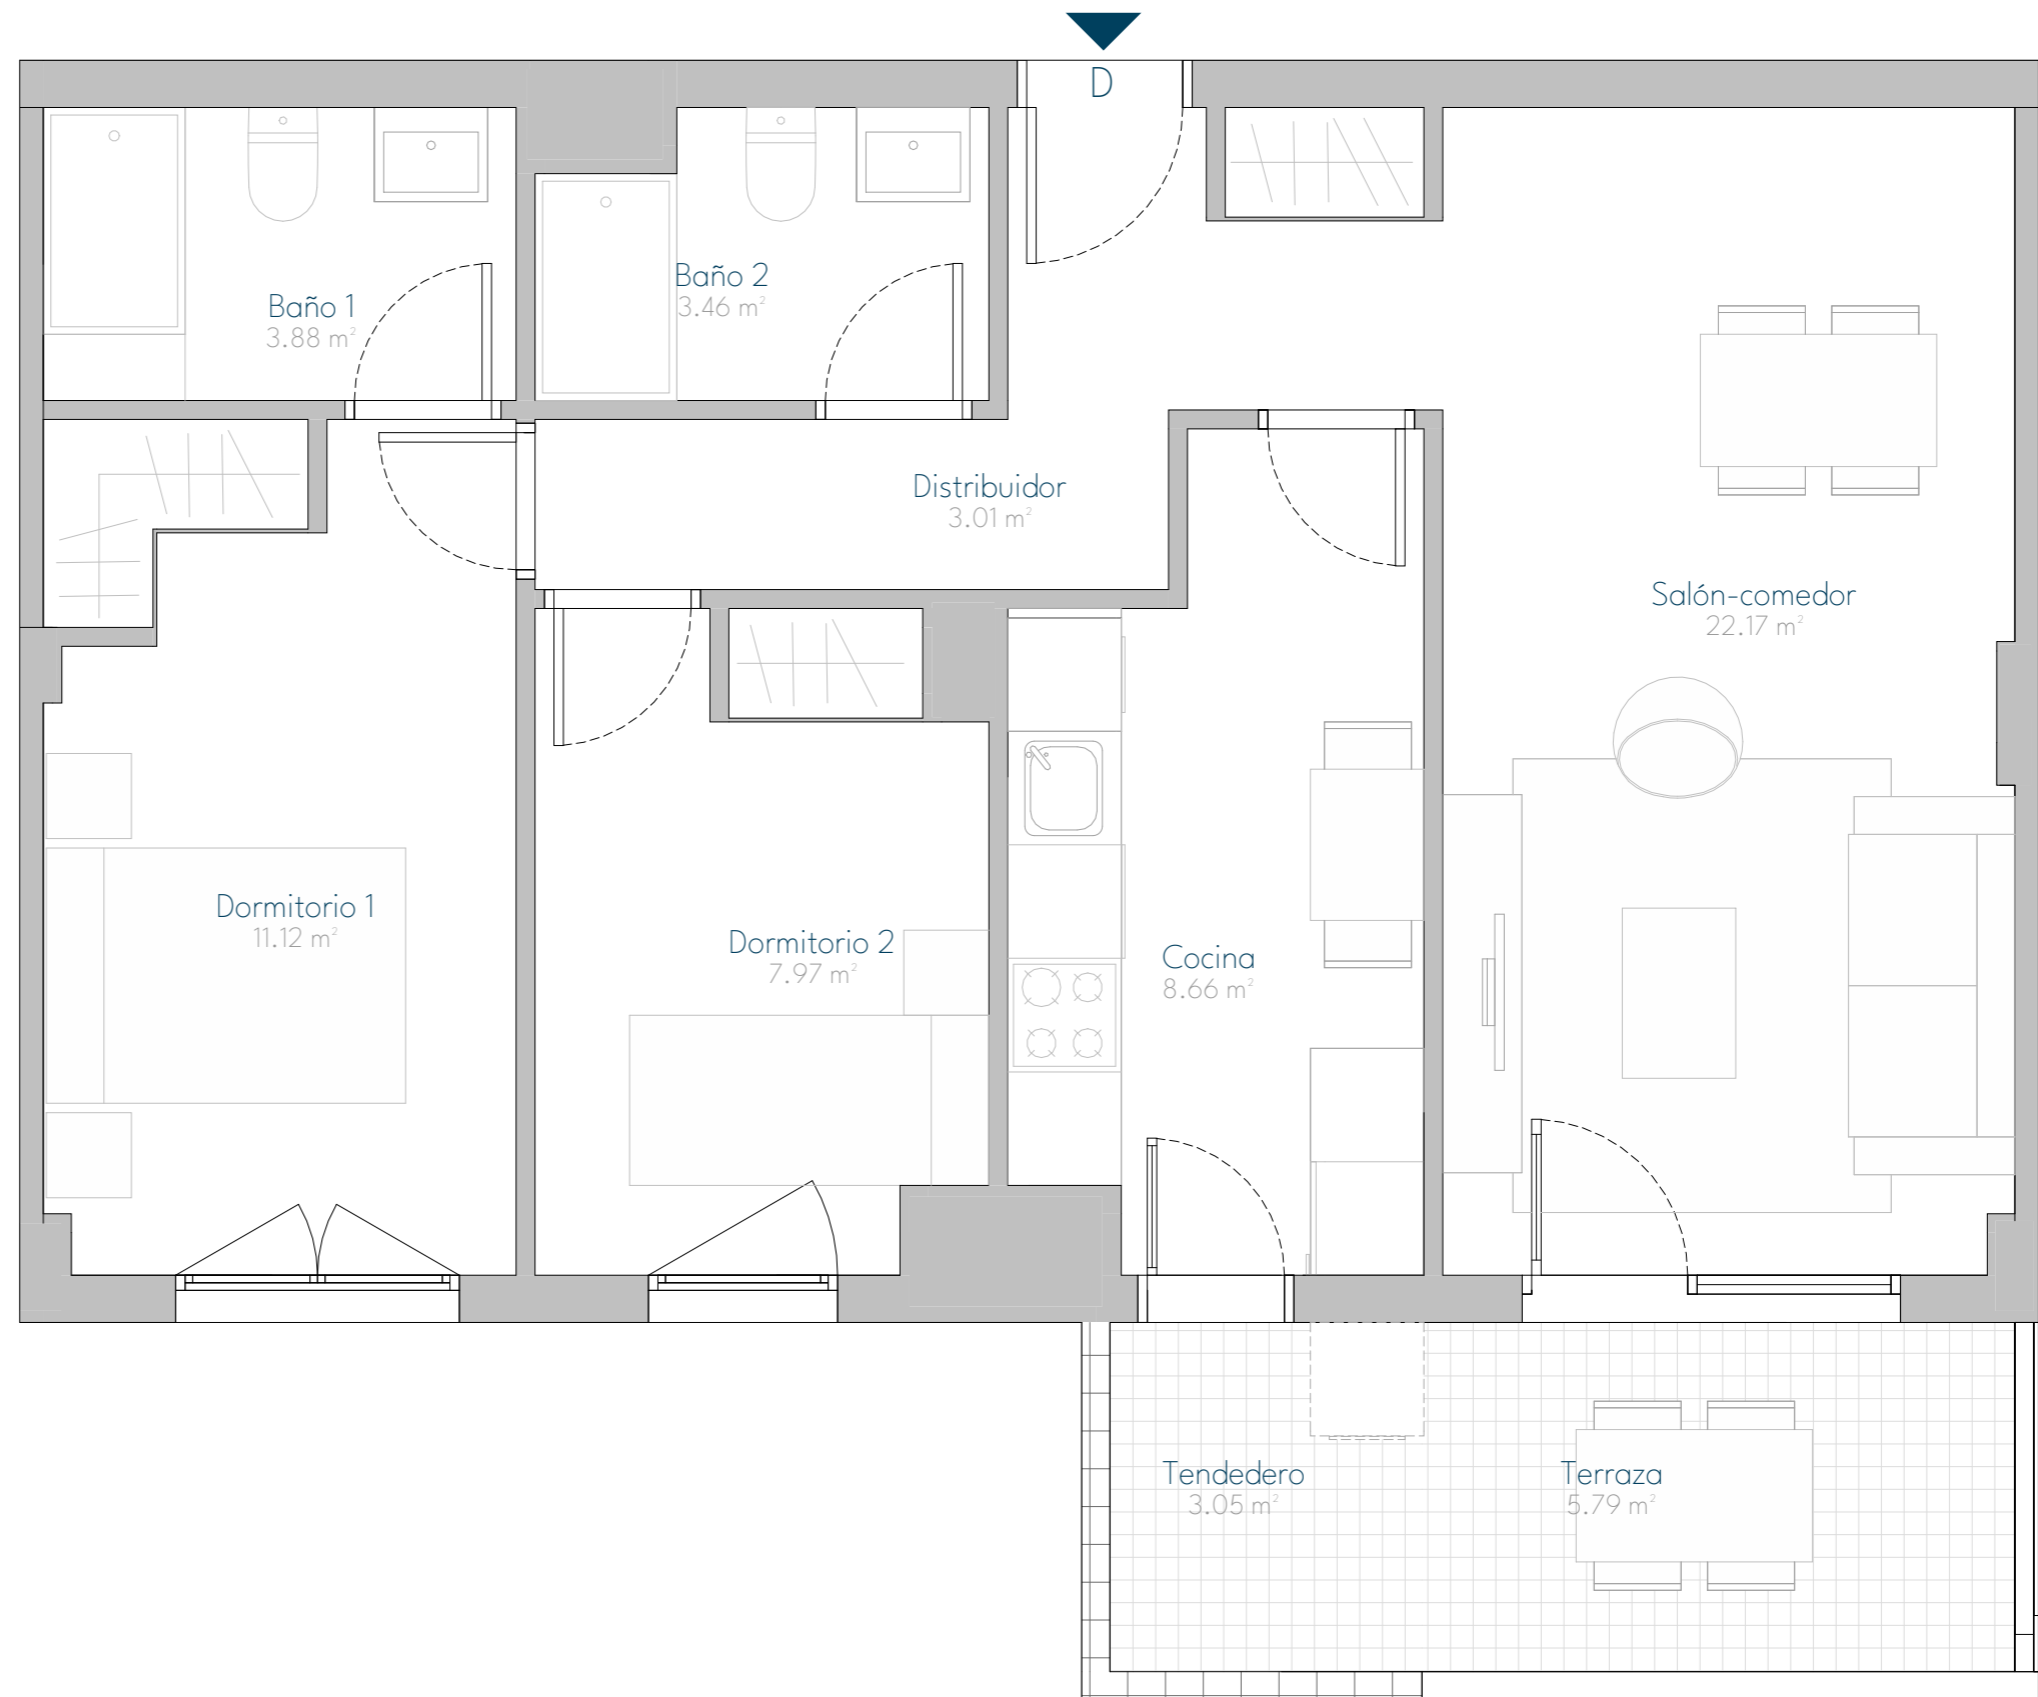 D
Baño 2
3.46 m²
Baño 1
3.88 m²
Distribuidor
3.01 m²
Salón-comedor
22.17 m²
Dormitorio 1
11.12 m²
Dormitorio 2
7.97 m²
Cocina
8.66 m²
Tendedero
3.05 m²
Terraza
5.79 m²